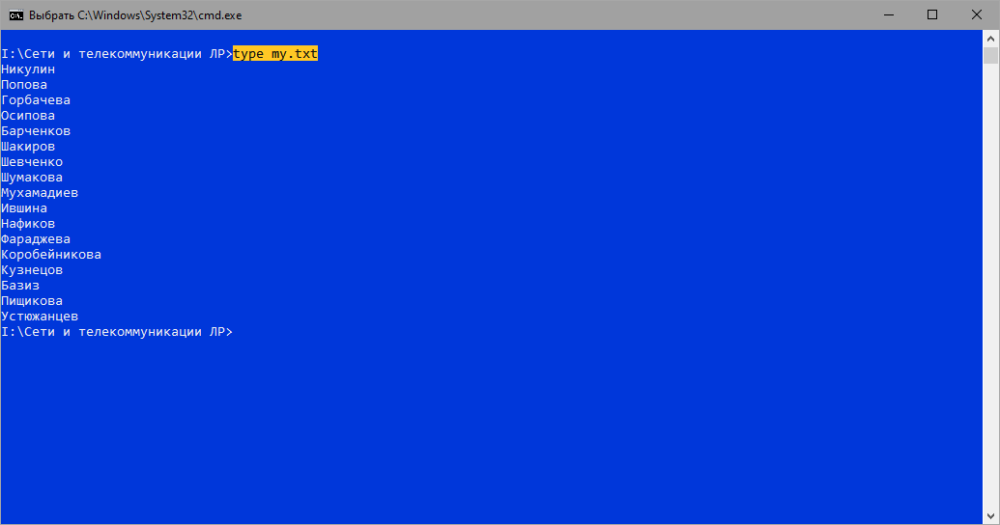 Выбрать C:\Windows\System32\cmd.exe
I:\Сети и телекоммуникации ЛР>type my.txt
Никулин
Попова
Горбачева
Осипова
Барченков
Шакиров
Шевченко
Шумакова
Мухамадиев
Ившина
Нафиков
Фараджева
Коробейникова
Кузнецов
Базиз
Пищикова
Устюжанцев
I:\Сети и телекоммуникации ЛР>